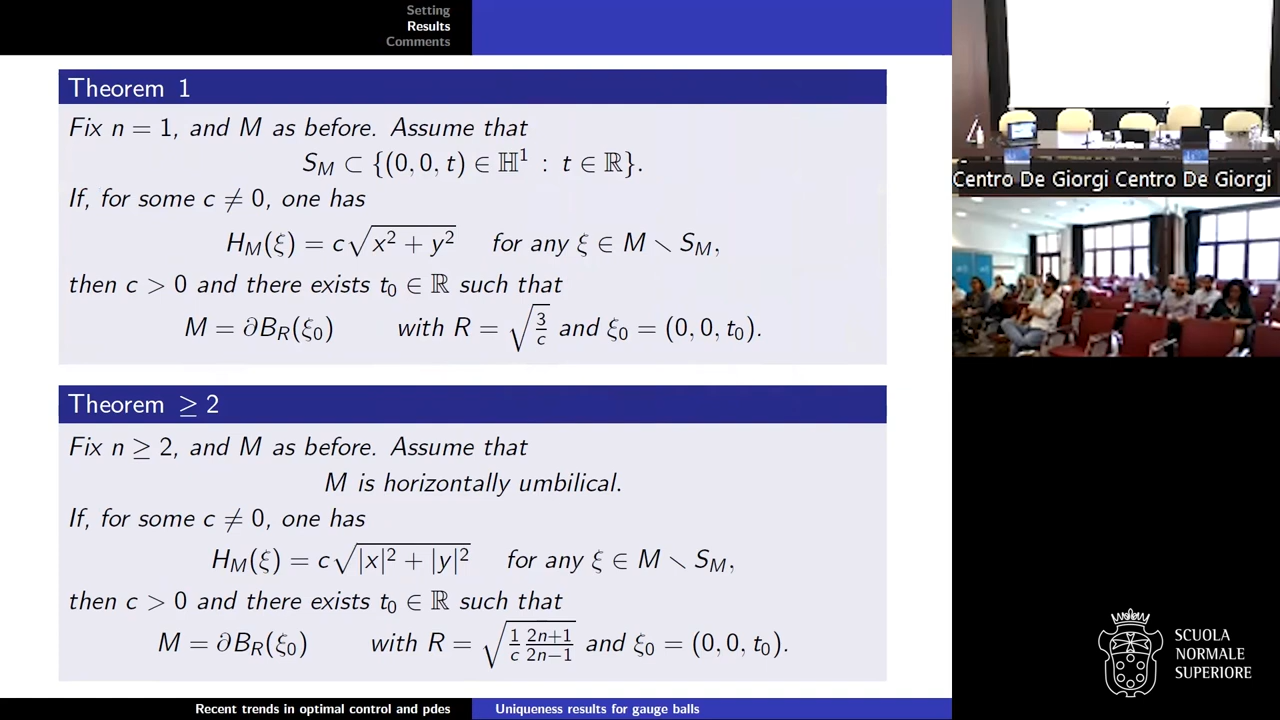 Setting
Results
Comments
Theorem 1
Fix n = 1, and M as before. Assume that
S_M ⊂ {(0, 0, t) ∈ ℍ¹ : t ∈ ℝ}.
If, for some c ≠ 0, one has
H_M(ξ) = c√(x² + y²) for any ξ ∈ M ∖ S_M,
then c > 0 and there exists t₀ ∈ ℝ such that
M = ∂B_R(ξ₀) with R = √(3/c) and ξ₀ = (0, 0, t₀).
Theorem ≥ 2
Fix n ≥ 2, and M as before. Assume that
M is horizontally umbilical.
If, for some c ≠ 0, one has
H_M(ξ) = c√(|x|² + |y|²) for any ξ ∈ M ∖ S_M,
then c > 0 and there exists t₀ ∈ ℝ such that
M = ∂B_R(ξ₀) with R = √(1/c (2n+1)/(2n−1)) and ξ₀ = (0, 0, t₀).
Recent trends in optimal control and pdes
Uniqueness results for gauge balls
Centro De Giorgi Centro De Giorgi
SCUOLA
NORMALE
SUPERIORE